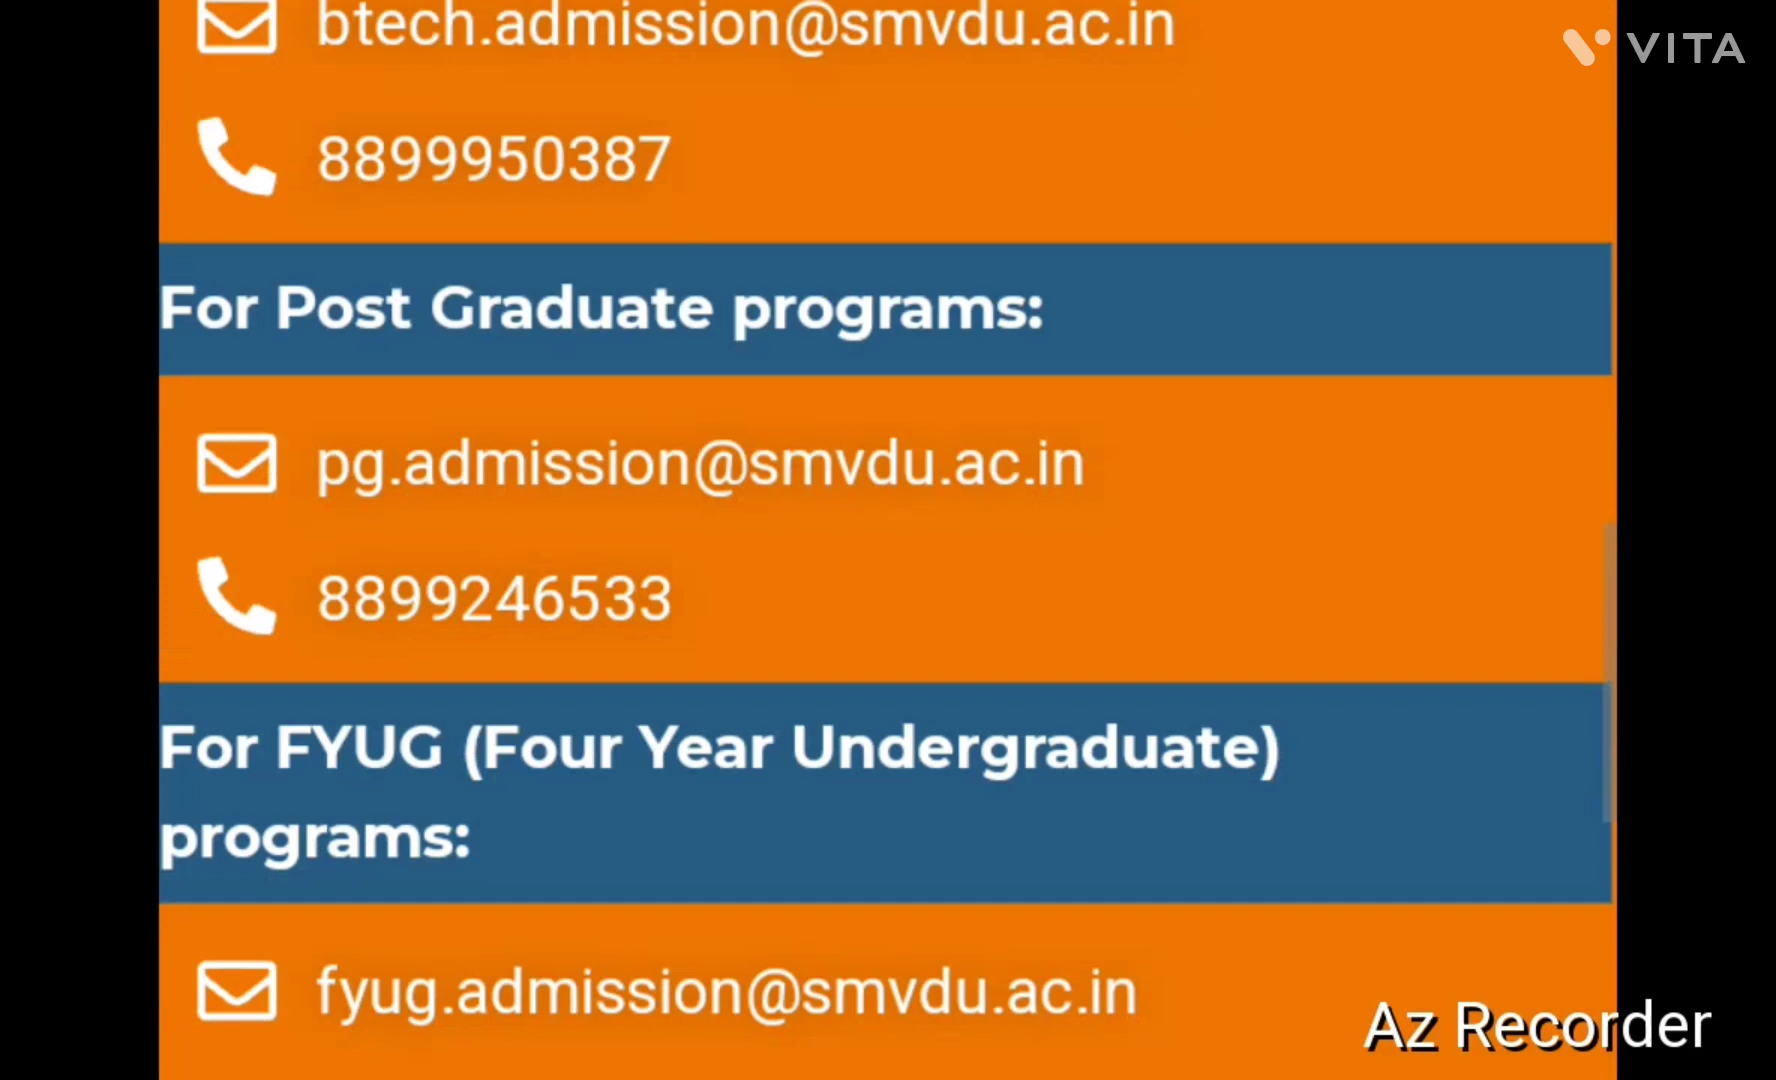 btech.admission@smvdu.ac.in
VITA
8899950387
For Post Graduate programs:
pg.admission@smvdu.ac.in
8899246533
For FYUG (Four Year Undergraduate)
programs:
fyug.admission@smvdu.ac.in
Az Recorder